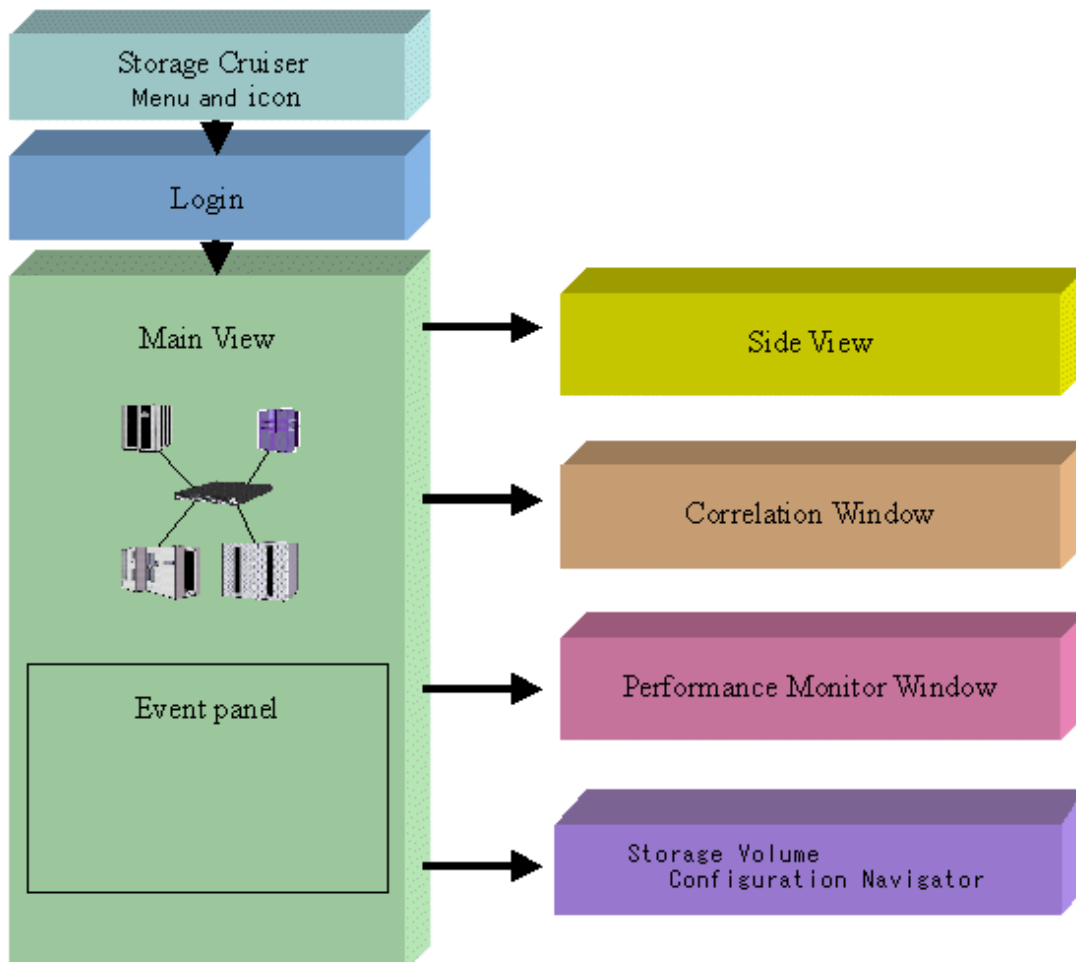 Storage Cruiser
Menu and icon
Login
Main View
Event panel
Side View
Correlation Window
Performance Monitor Window
Storage Volume
Configuration Navigator